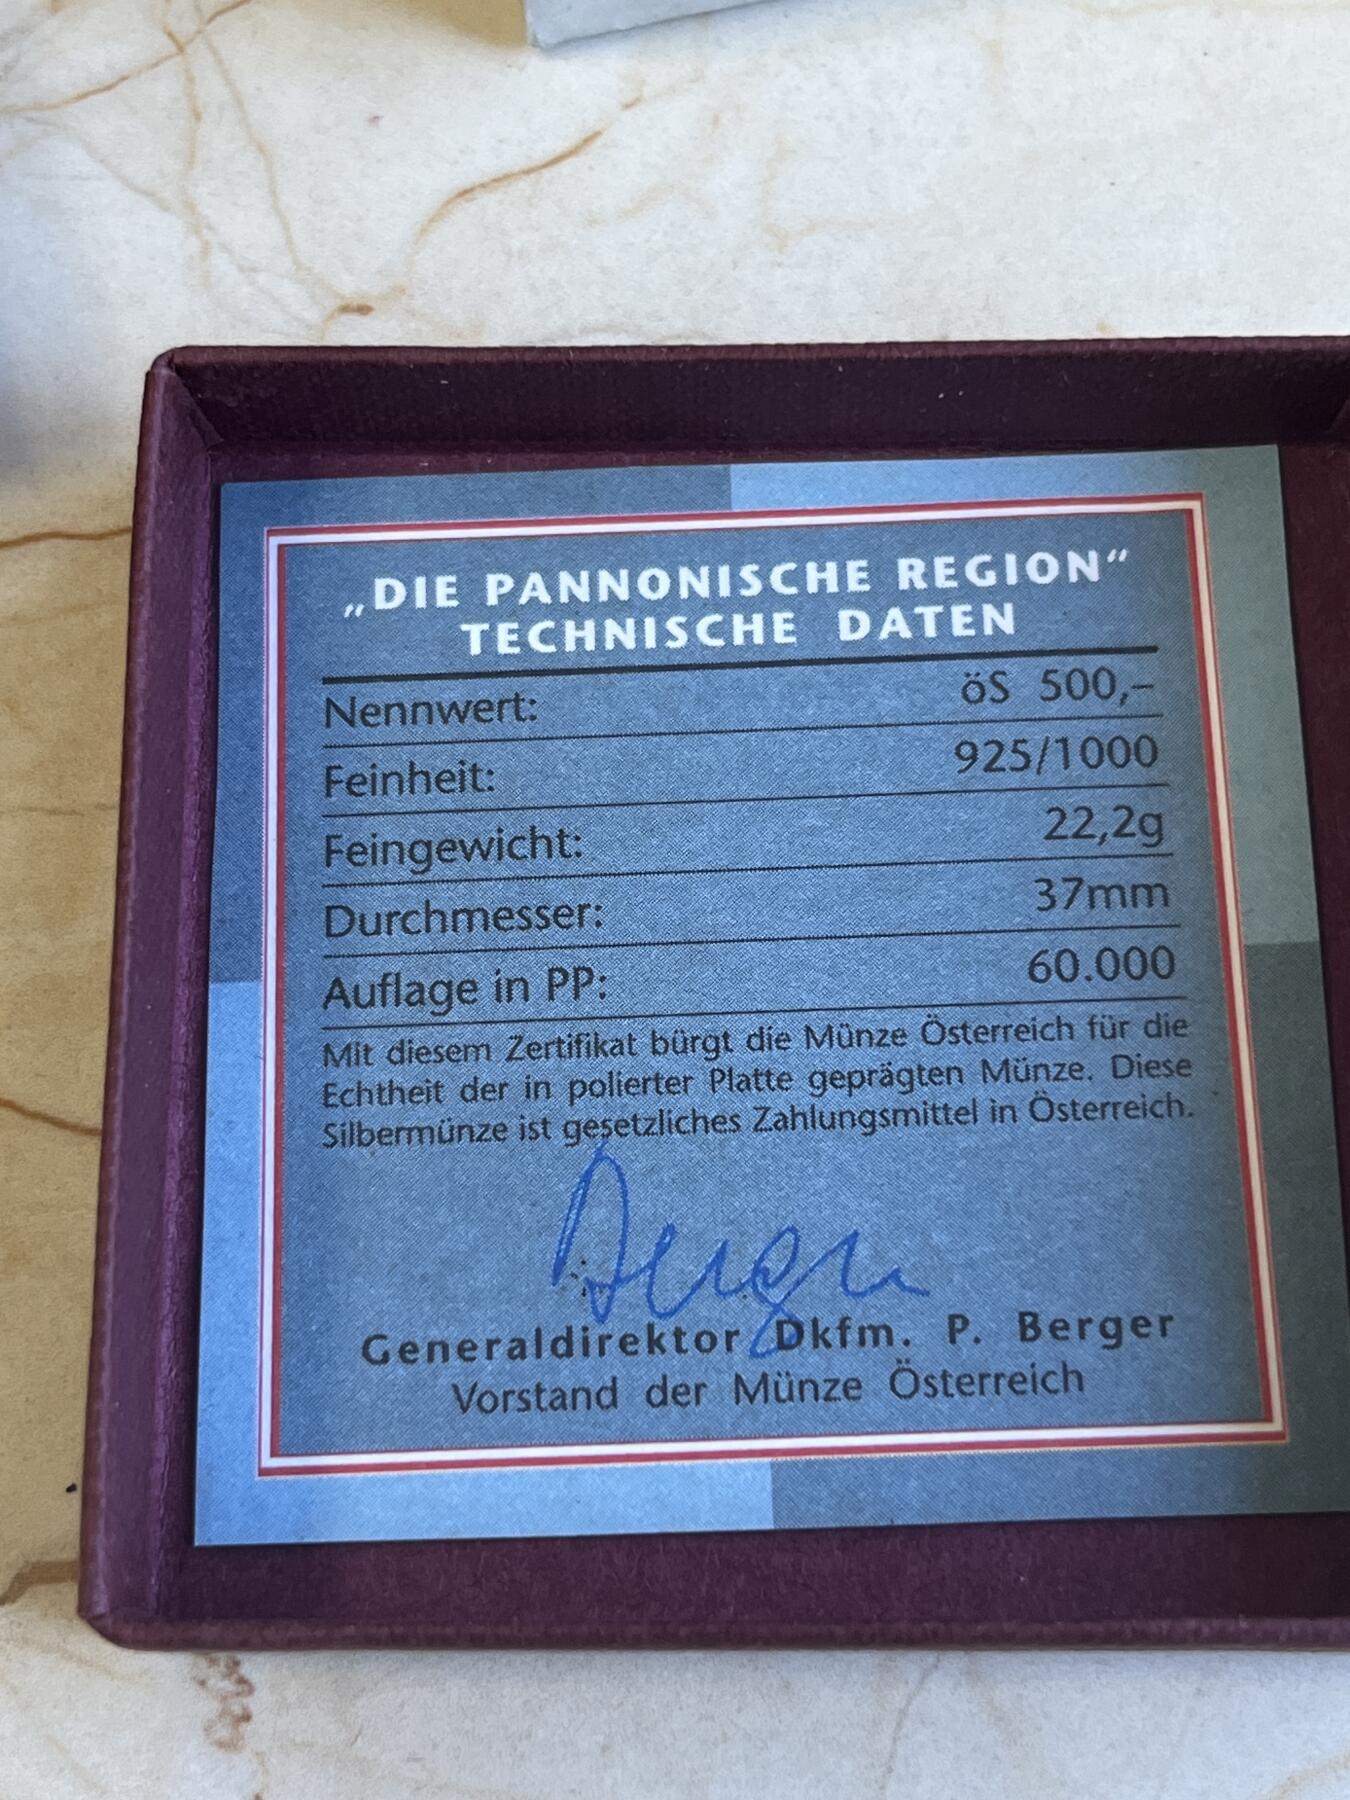 „DIE PANNONISCHE REGION“
TECHNISCHE DATEN
Nennwert: öS 500,–
Feinheit: 925/1000
Feingewicht: 22,2g
Durchmesser: 37mm
Auflage in PP: 60.000
Mit diesem Zertifikat bürgt die Münze Österreich für die
Echtheit der in polierter Platte geprägten Münze. Diese
Silbermünze ist gesetzliches Zahlungsmittel in Österreich.
Berger
Generaldirektor Dkfm. P. Berger
Vorstand der Münze Österreich